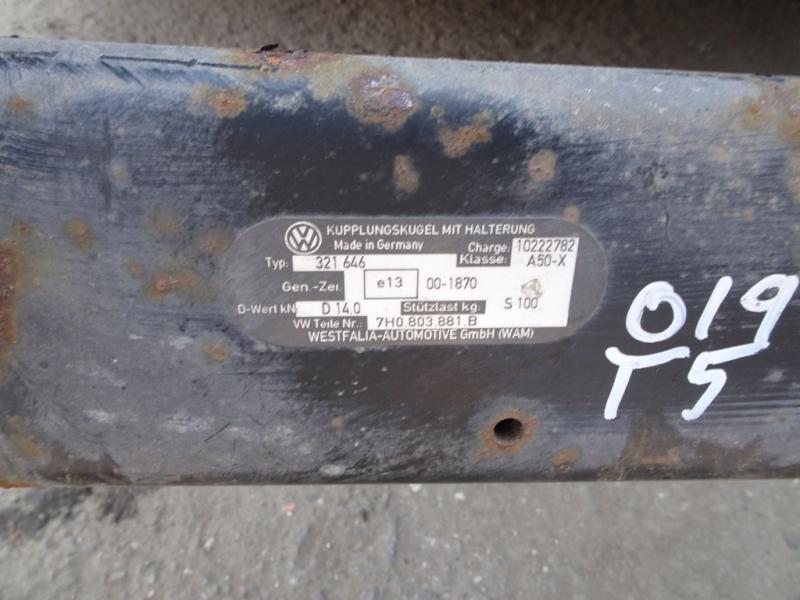 KUPPLUNGSKUGEL MIT HALTERUNG
Made in Germany Charge: 10222782
Typ: 321 646 Klasse: A50-X
Gen.-Zei. e13 00-1870
D-Wert kN: D 14.0 Stützlast kg: S 100
VW Teile Nr.: 7H0 803 881 B
WESTFALIA-AUTOMOTIVE GmbH (WAM)
019
T5